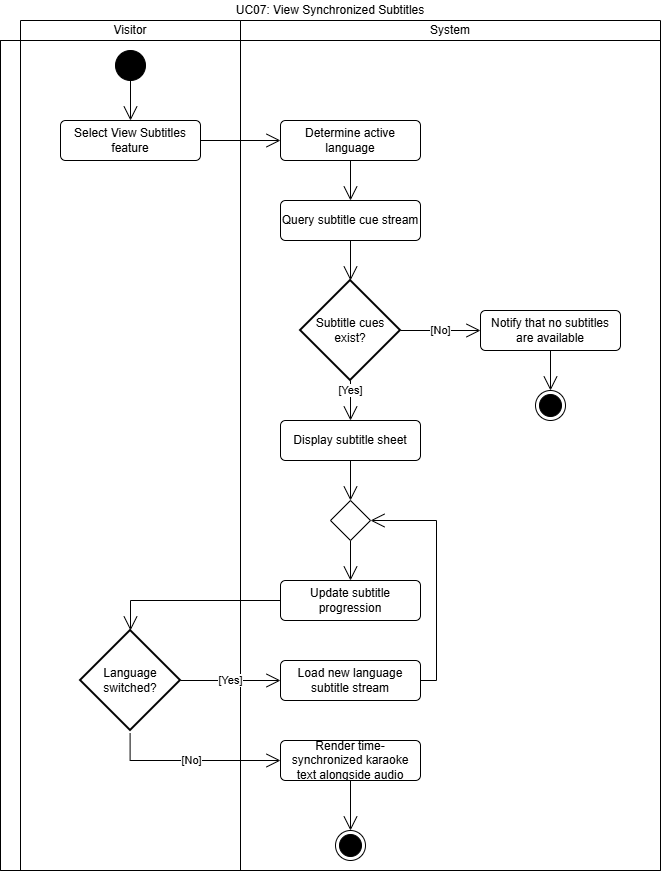 UC07: View Synchronized Subtitles
Visitor
System
Select View Subtitles
feature
Determine active
language
Query subtitle cue stream
Subtitle cues
exist?
[No]
Notify that no subtitles
are available
[Yes]
Display subtitle sheet
Update subtitle
progression
Language
switched?
[Yes]
Load new language
subtitle stream
[No]
Render time-
synchronized karaoke
text alongside audio